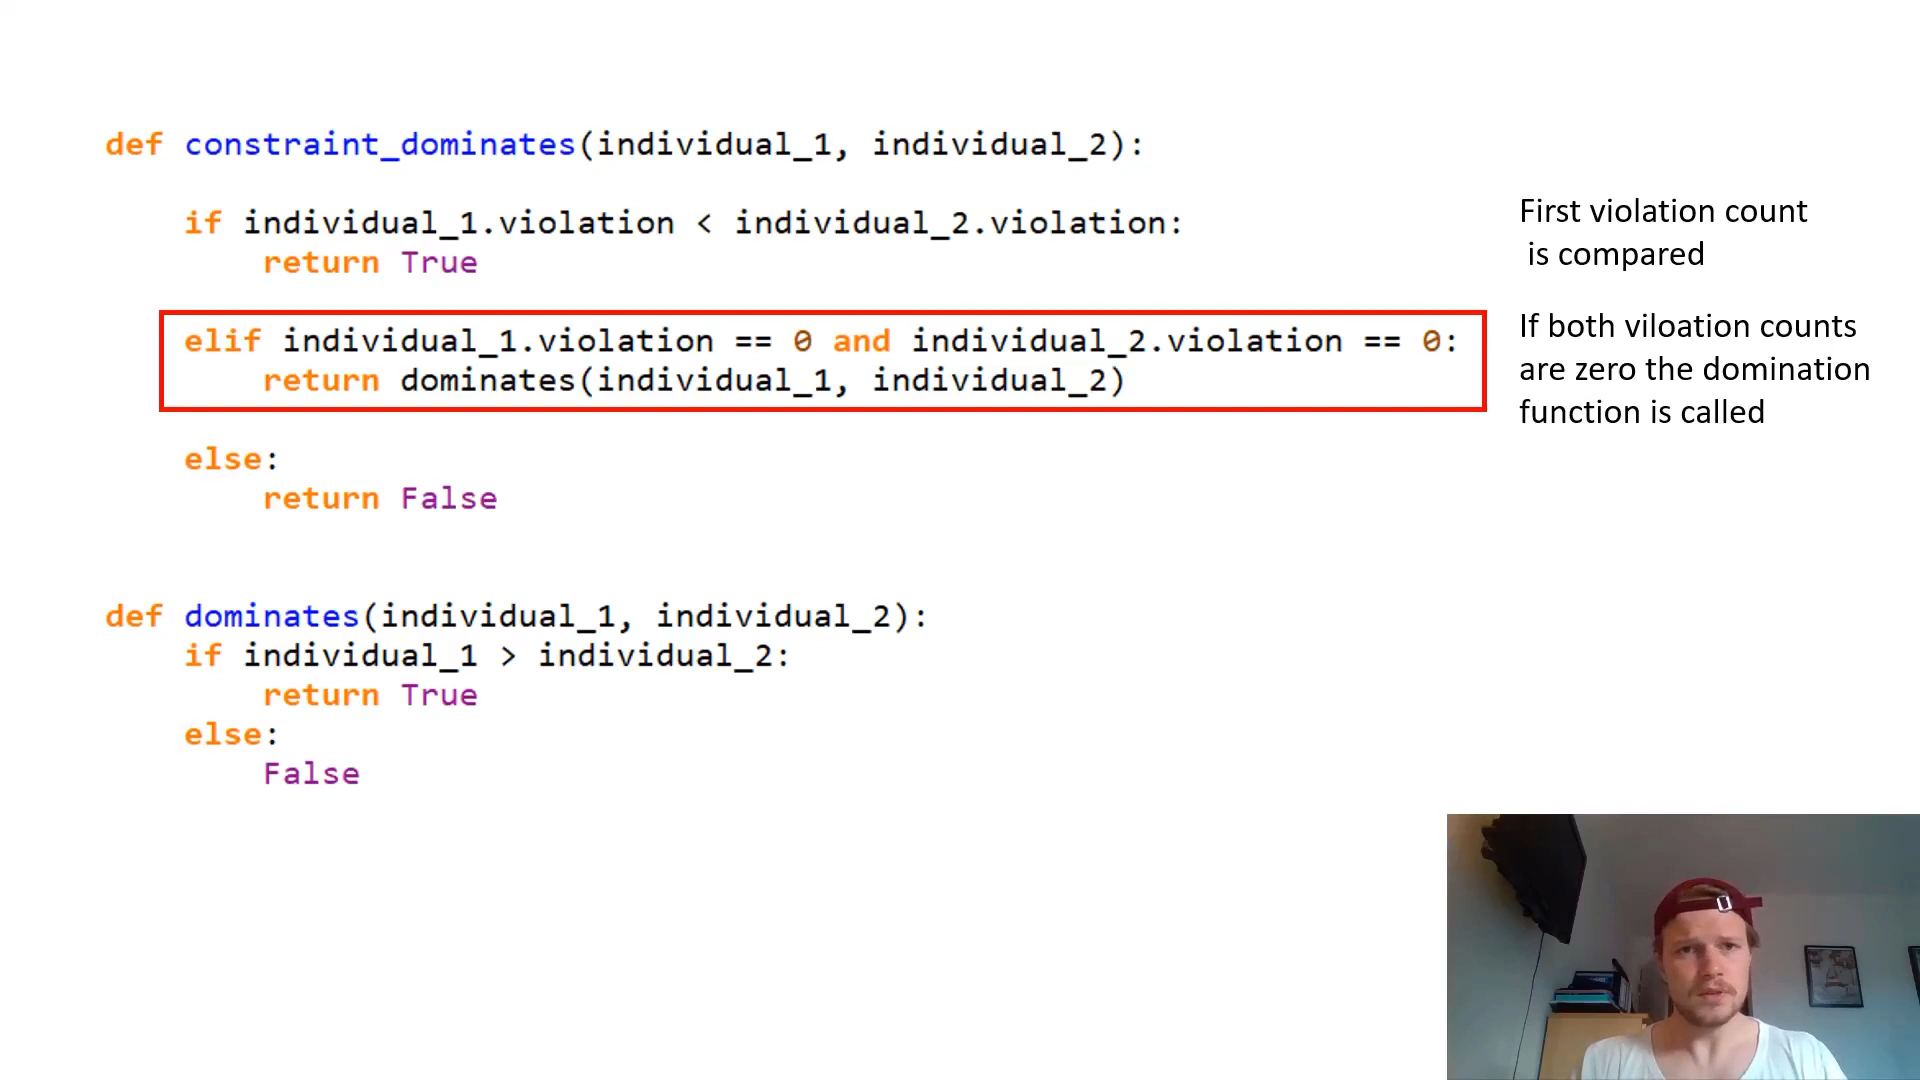 def constraint_dominates(individual_1, individual_2):
if individual_1.violation < individual_2.violation:
return True
elif individual_1.violation == 0 and individual_2.violation == 0:
return dominates(individual_1, individual_2)
else:
return False
def dominates(individual_1, individual_2):
if individual_1 > individual_2:
return True
else:
False
First violation count
is compared
If both viloation counts
are zero the domination
function is called